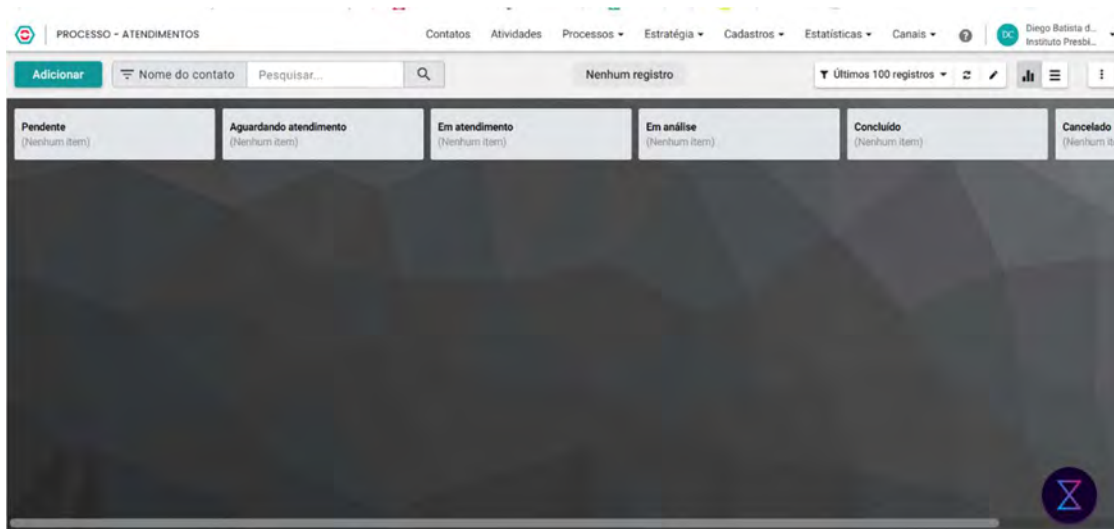 PROCESSO - ATENDIMENTOS
Contatos Atividades Processos Estratégia Cadastros Estatísticas Canais
DC Diego Batista d...
Instituto Presbi...
Adicionar Nome do contato Pesquisar... Nenhum registro Últimos 100 registros
Pendente
(Nenhum item)
Aguardando atendimento
(Nenhum item)
Em atendimento
(Nenhum item)
Em análise
(Nenhum item)
Concluído
(Nenhum item)
Cancelado
(Nenhum it